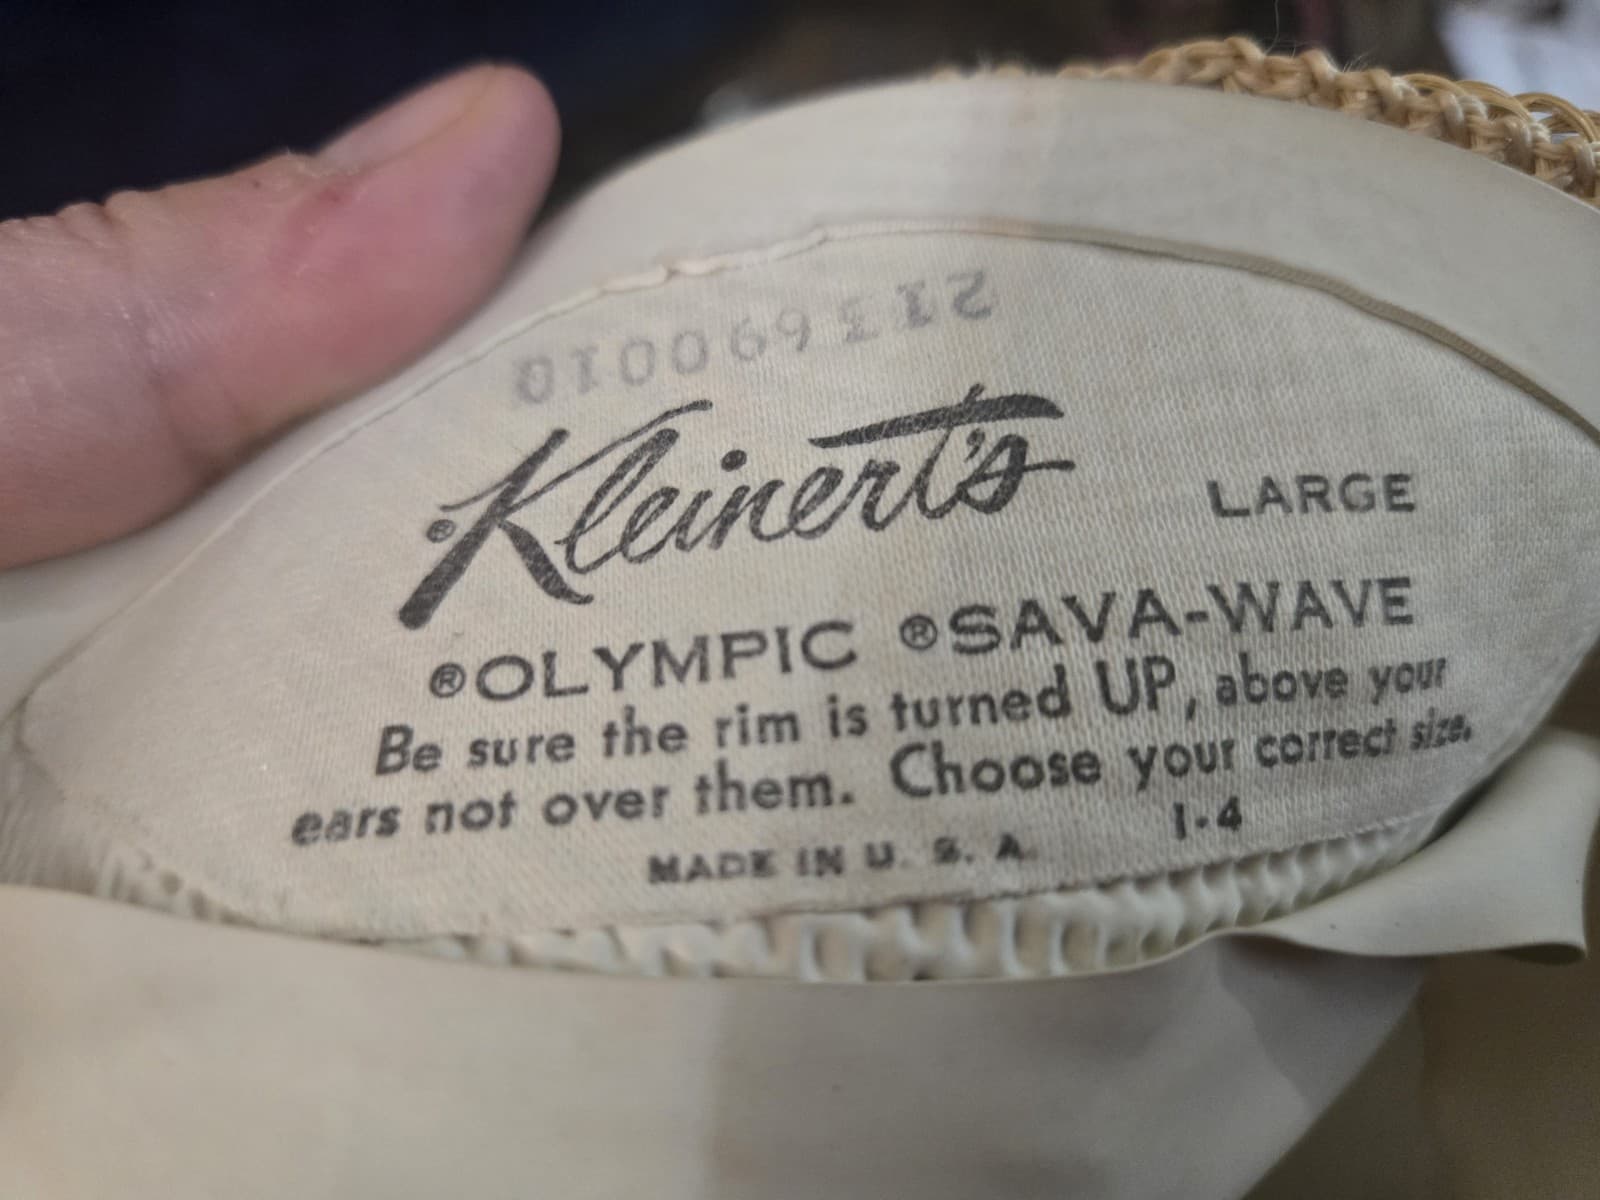 ®Kleinert's LARGE
®OLYMPIC ®SAVA-WAVE
Be sure the rim is turned UP, above your
ears not over them. Choose your correct size.
MADE IN U. S. A. 1-4